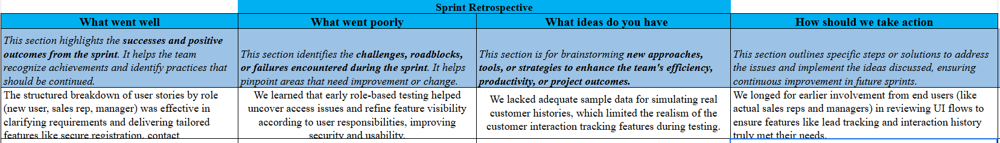 Sprint Retrospective
What went well
What went poorly
What ideas do you have
How should we take action
This section highlights the successes and positive
outcomes from the sprint. It helps the team
recognize achievements and identify practices that
should be continued.
This section identifies the challenges, roadblocks,
or failures encountered during the sprint. It helps
pinpoint areas that need improvement or change.
This section is for brainstorming new approaches,
tools, or strategies to enhance the team's efficiency,
productivity, or project outcomes.
This section outlines specific steps or solutions to address
the issues and implement the ideas discussed, ensuring
continuous improvement in future sprints.
The structured breakdown of user stories by role
(new user, sales rep, manager) was effective in
clarifying requirements and delivering tailored
features like secure registration, contact
We learned that early role-based testing helped
uncover access issues and refine feature visibility
according to user responsibilities, improving
security and usability.
We lacked adequate sample data for simulating real
customer histories, which limited the realism of the
customer interaction tracking features during testing.
We longed for earlier involvement from end users (like
actual sales reps and managers) in reviewing UI flows to
ensure features like lead tracking and interaction history
truly met their needs.